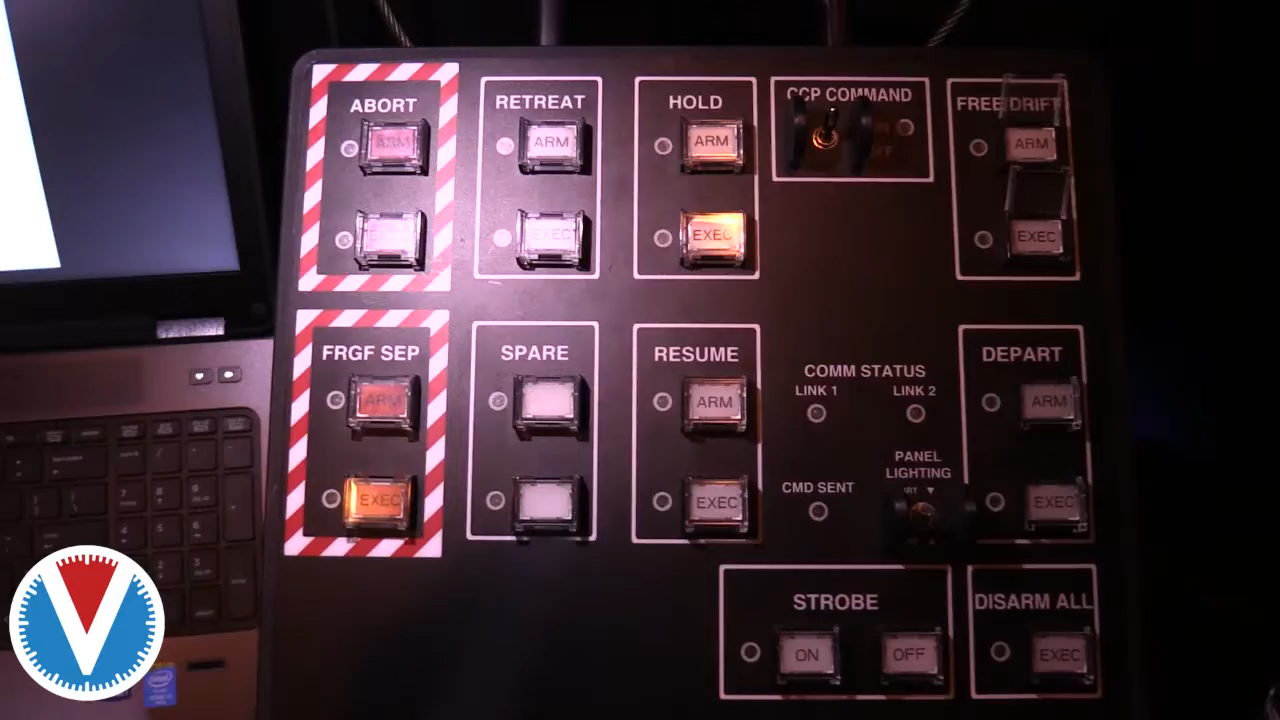 ABORT
RETREAT
HOLD
CCP COMMAND
FREE DRIFT
ARM
ARM
ARM
ARM
EXEC
EXEC
EXEC
EXEC
FRGF SEP
SPARE
RESUME
DEPART
COMM STATUS
LINK 1
LINK 2
ARM
ARM
ARM
PANEL
LIGHTING
CMD SENT
EXEC
EXEC
EXEC
STROBE
DISARM ALL
ON
OFF
EXEC
V